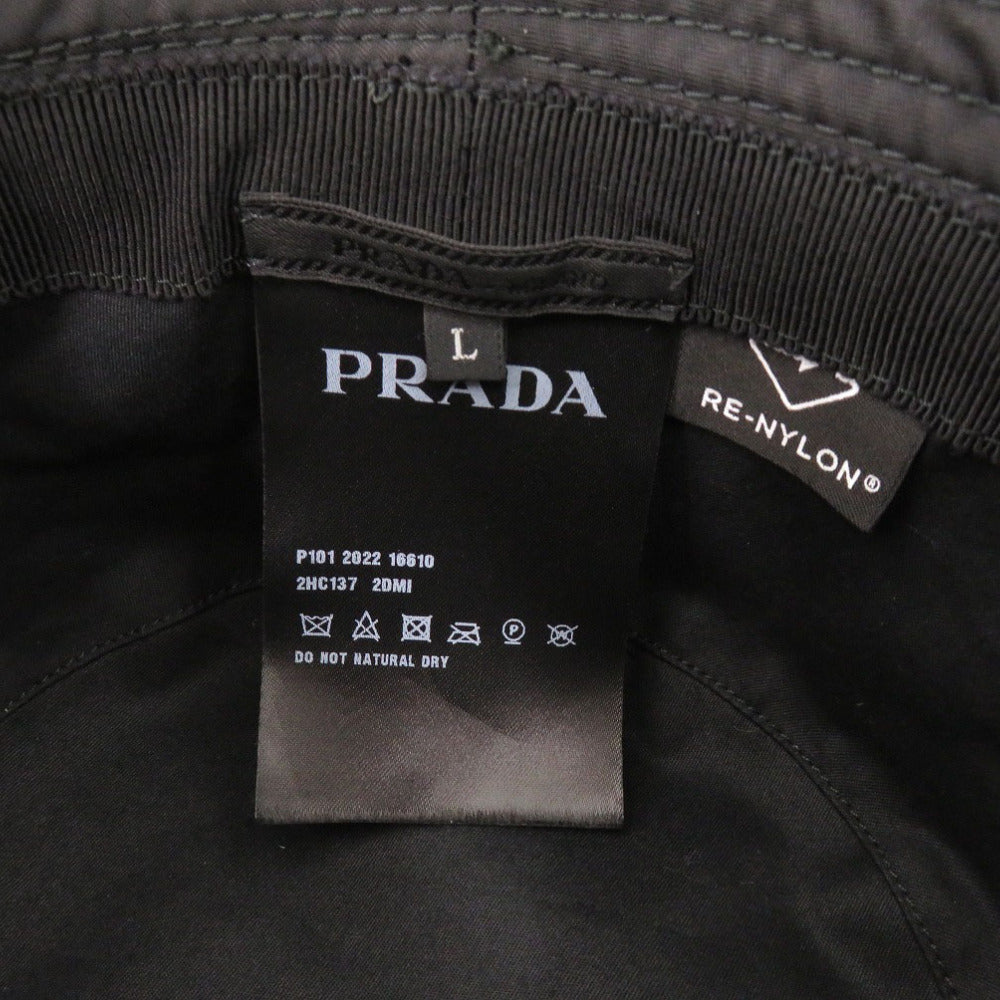 PRADA
L
PRADA
RE-NYLON®
P101 2022 16610
2HC137 2DMI
P
W
DO NOT NATURAL DRY